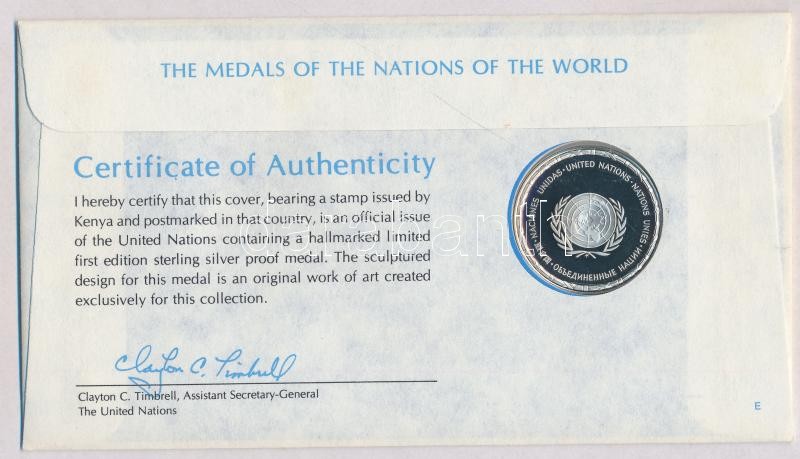 THE MEDALS OF THE NATIONS OF THE WORLD
Certificate of Authenticity
I hereby certify that this cover, bearing a stamp issued by
Kenya and postmarked in that country, is an official issue
of the United Nations containing a hallmarked limited
first edition sterling silver proof medal. The sculptured
design for this medal is an original work of art created
exclusively for this collection.
NACIONES UNIDAS · UNITED NATIONS · NATIONS UNIES · ОБЪЕДИНЕННЫЕ НАЦИИ ·
Clayton C. Timbrell
Clayton C. Timbrell, Assistant Secretary-General
The United Nations
E